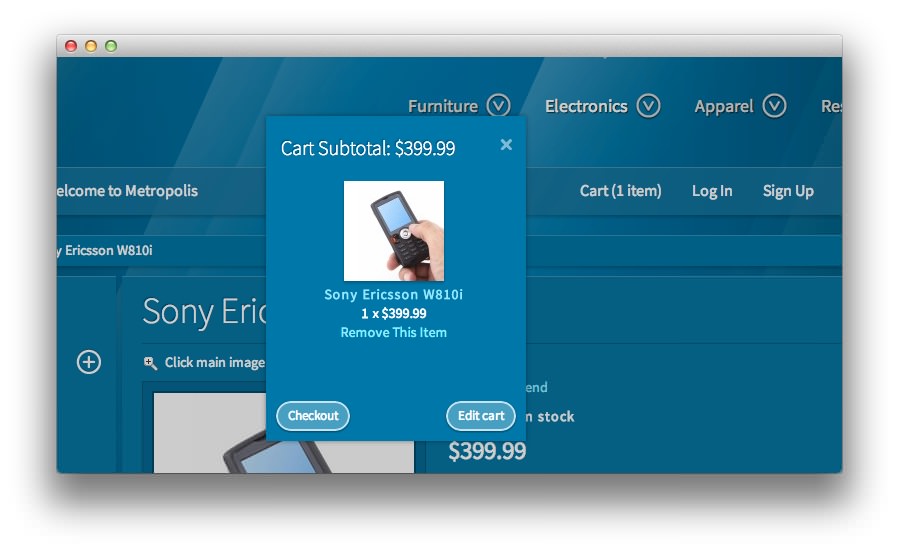 Furniture Electronics Apparel Res
Cart Subtotal: $399.99
elcome to Metropolis
Cart (1 item) Log In Sign Up
y Ericsson W810i
Sony Eric
Sony Ericsson W810i
1 x $399.99
Remove This Item
Click main image
end
n stock
Checkout
Edit cart
$399.99